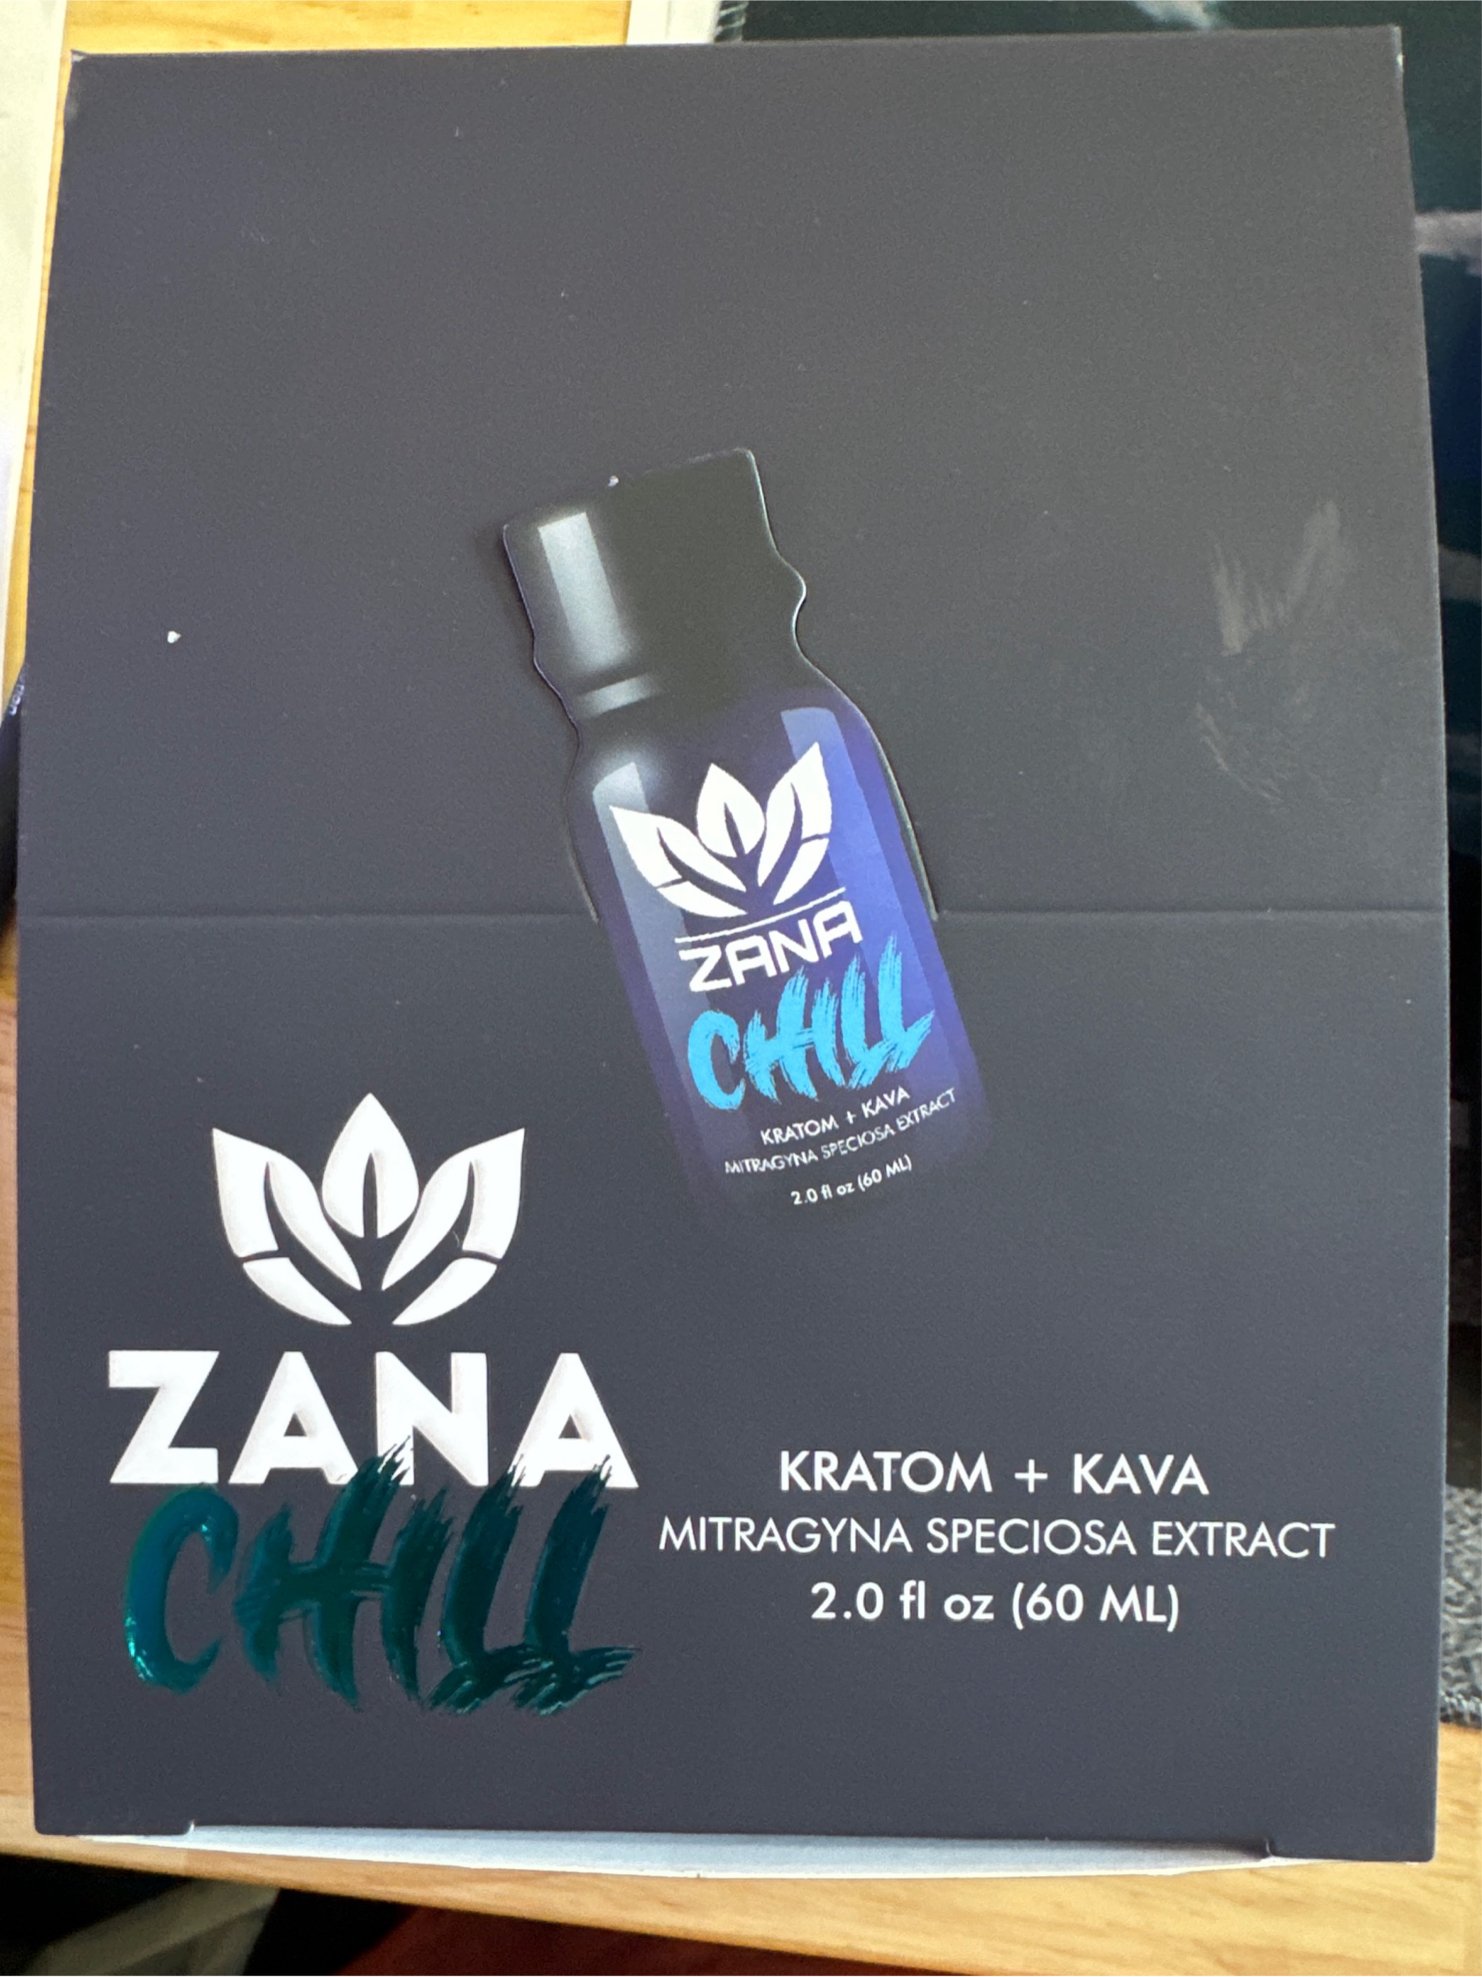 ZANA
CHILL
KRATOM + KAVA
MITRAGYNA SPECIOSA EXTRACT
2.0 fl oz (60 ML)
ZANA
CHILL
KRATOM + KAVA
MITRAGYNA SPECIOSA EXTRACT
2.0 fl oz (60 ML)